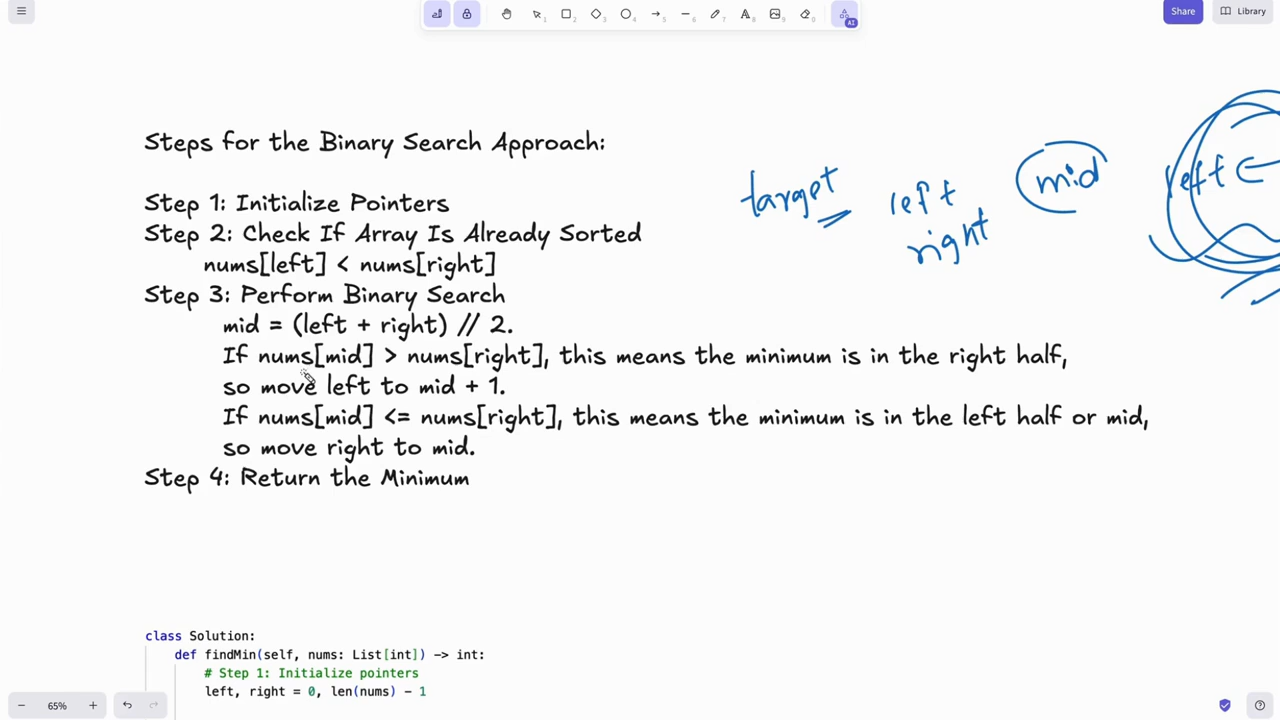 Share
Library
Steps for the Binary Search Approach:
target
left
right
mid
left
Step 1: Initialize Pointers
Step 2: Check If Array Is Already Sorted
nums[left] < nums[right]
Step 3: Perform Binary Search
mid = (left + right) // 2.
If nums[mid] > nums[right], this means the minimum is in the right half,
so move left to mid + 1.
If nums[mid] <= nums[right], this means the minimum is in the left half or mid,
so move right to mid.
Step 4: Return the Minimum
class Solution:
def findMin(self, nums: List[int]) -> int:
# Step 1: Initialize pointers
left, right = 0, len(nums) - 1
65%